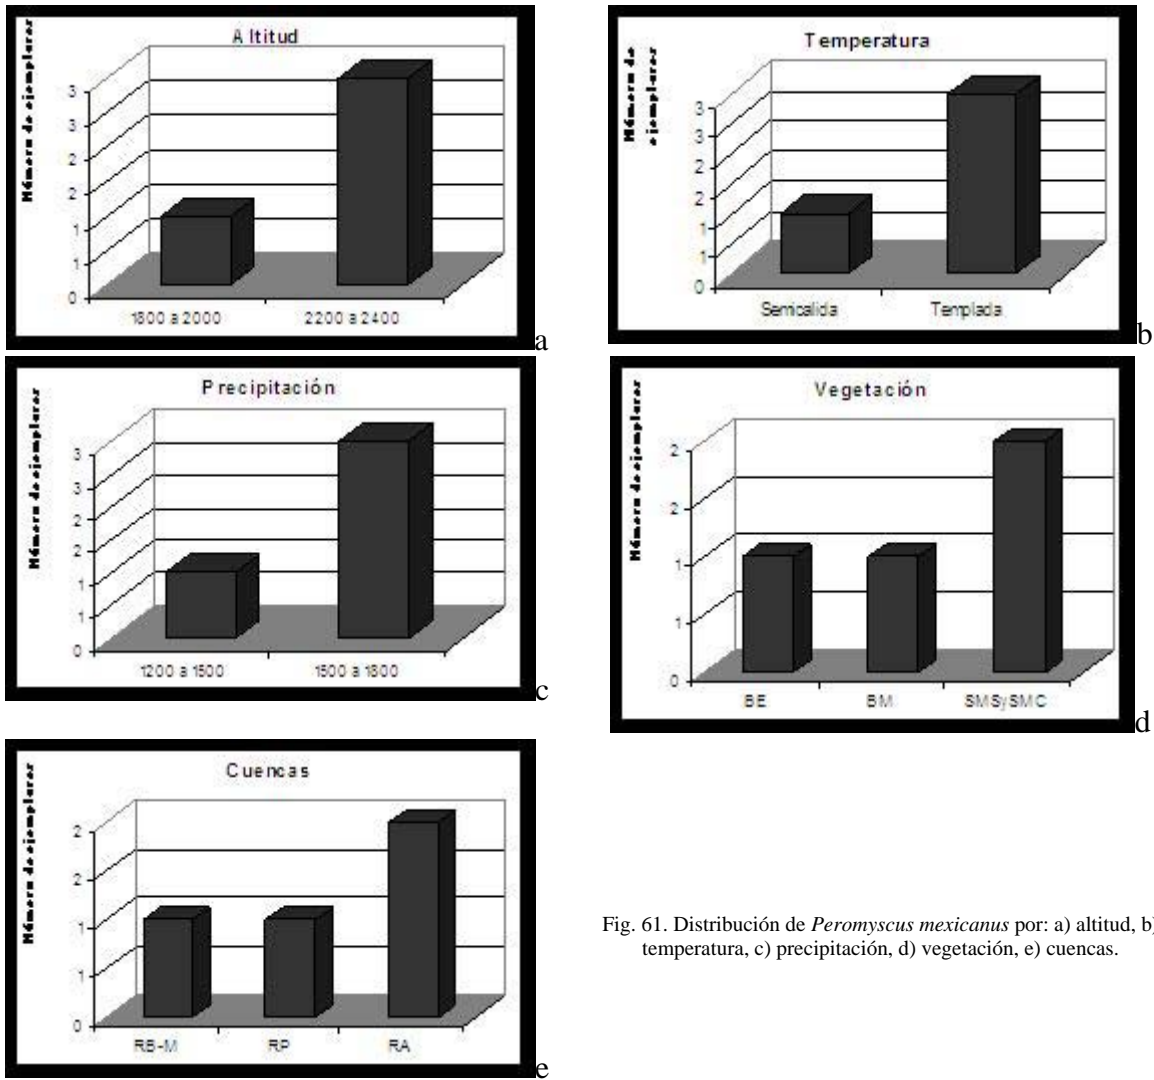 Altitud
Número de ejemplares
3
3
2
2
1
1
0
1800 a 2000
2200 a 2400
a
Temperatura
Número de
ejemplares
3
3
2
2
1
1
0
Semicalida
Templada
b
Precipitación
Número de ejemplares
3
3
2
2
1
1
0
1200 a 1500
1500 a 1800
c
Vegetación
Número de ejemplares
2
2
1
1
0
BE
BM
SMSySMC
d
Cuencas
Número de ejemplares
2
2
1
1
0
RB-M
RP
RA
e
Fig. 61. Distribución de Peromyscus mexicanus por: a) altitud, b)
temperatura, c) precipitación, d) vegetación, e) cuencas.